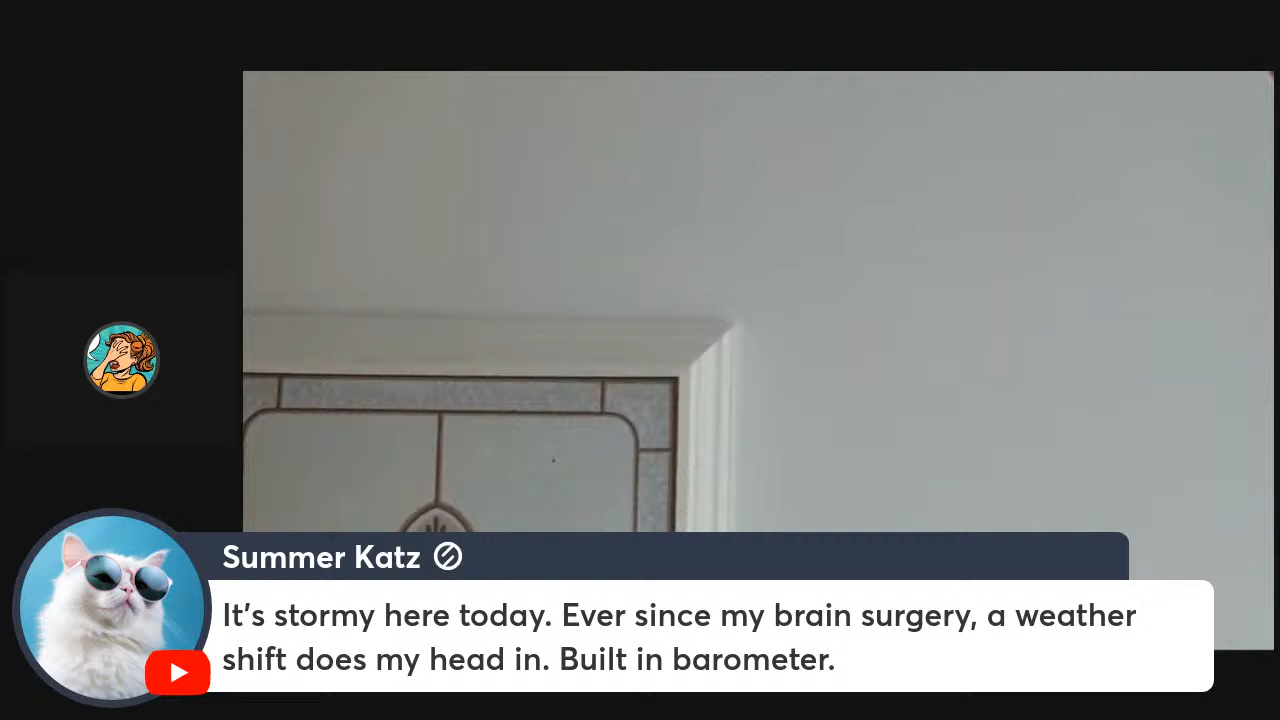 Summer Katz
It's stormy here today. Ever since my brain surgery, a weather
shift does my head in. Built in barometer.